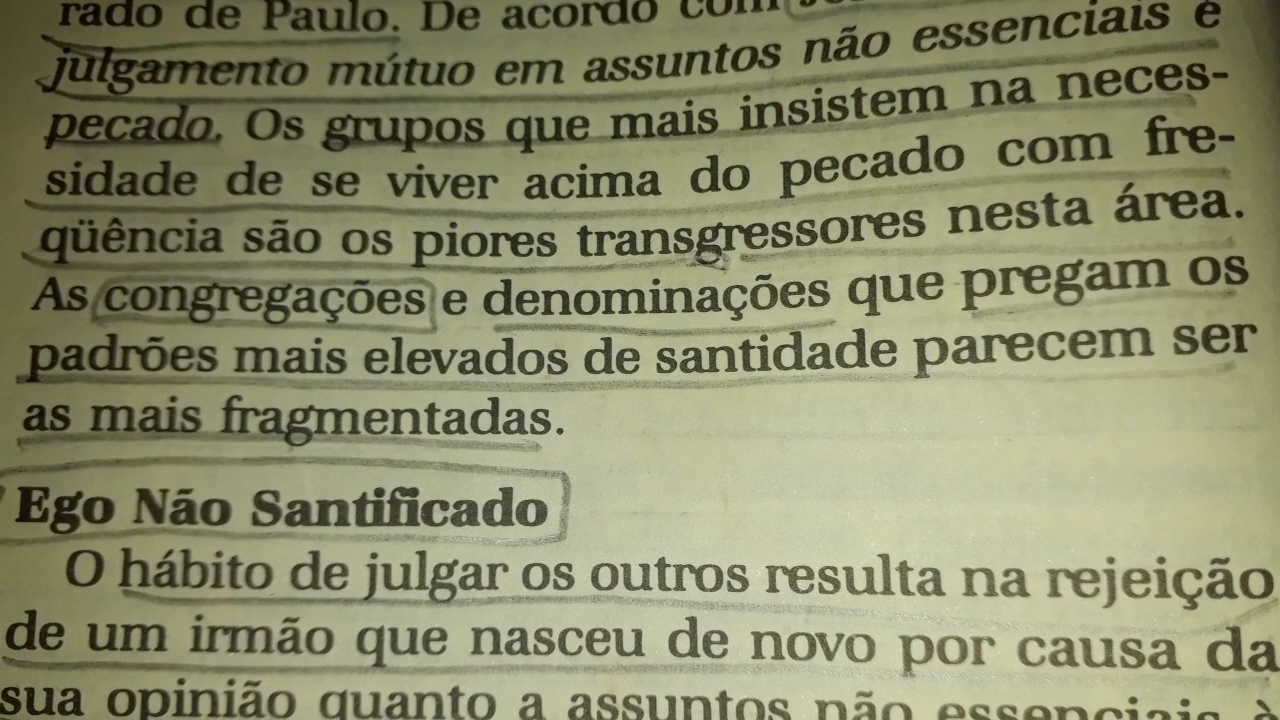 rado de Paulo. De acordo com
julgamento mútuo em assuntos não essenciais é
pecado. Os grupos que mais insistem na neces-
sidade de se viver acima do pecado com fre-
qüência são os piores transgressores nesta área.
As congregações e denominações que pregam os
padrões mais elevados de santidade parecem ser
as mais fragmentadas.
Ego Não Santificado
O hábito de julgar os outros resulta na rejeição
de um irmão que nasceu de novo por causa da
sua opinião quanto a assuntos não essenciais à